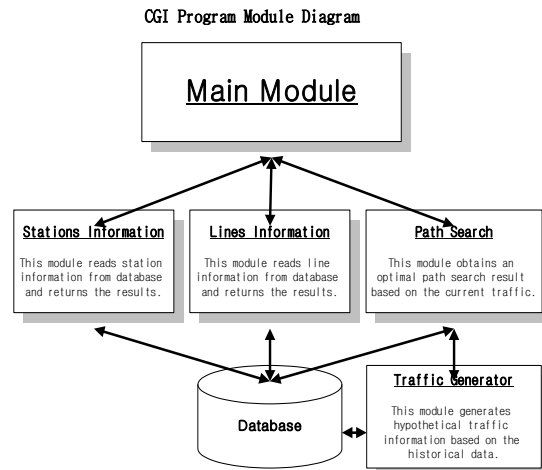 CGI Program Module Diagram
Main Module
Stations Information
This module reads station
information from database
and returns the results.
Lines Information
This module reads line
information from database
and returns the results.
Path Search
This module obtains an
optimal path search result
based on the current traffic.
Database
Traffic Generator
This module generates
hypothetical traffic
information based on the
historical data.